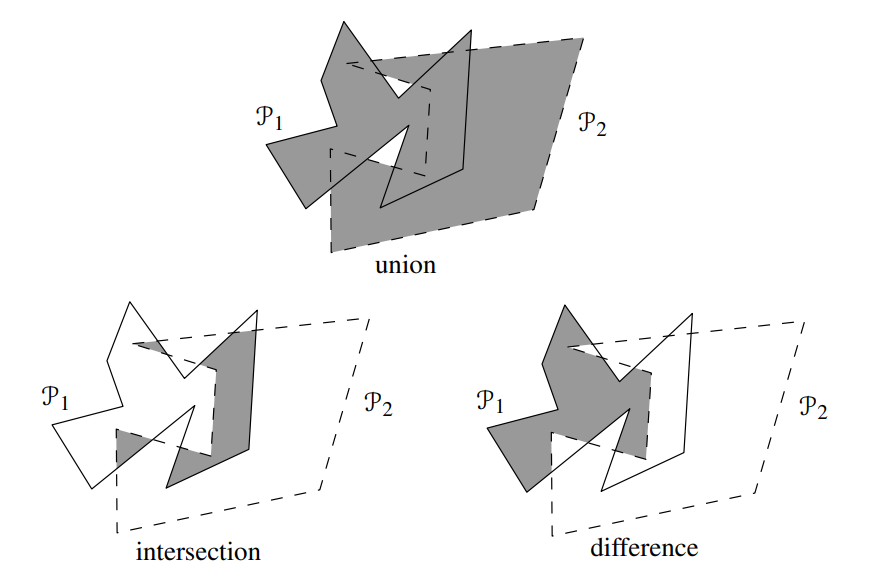 𝒫1
𝒫2
union
𝒫1
𝒫2
intersection
𝒫1
𝒫2
difference